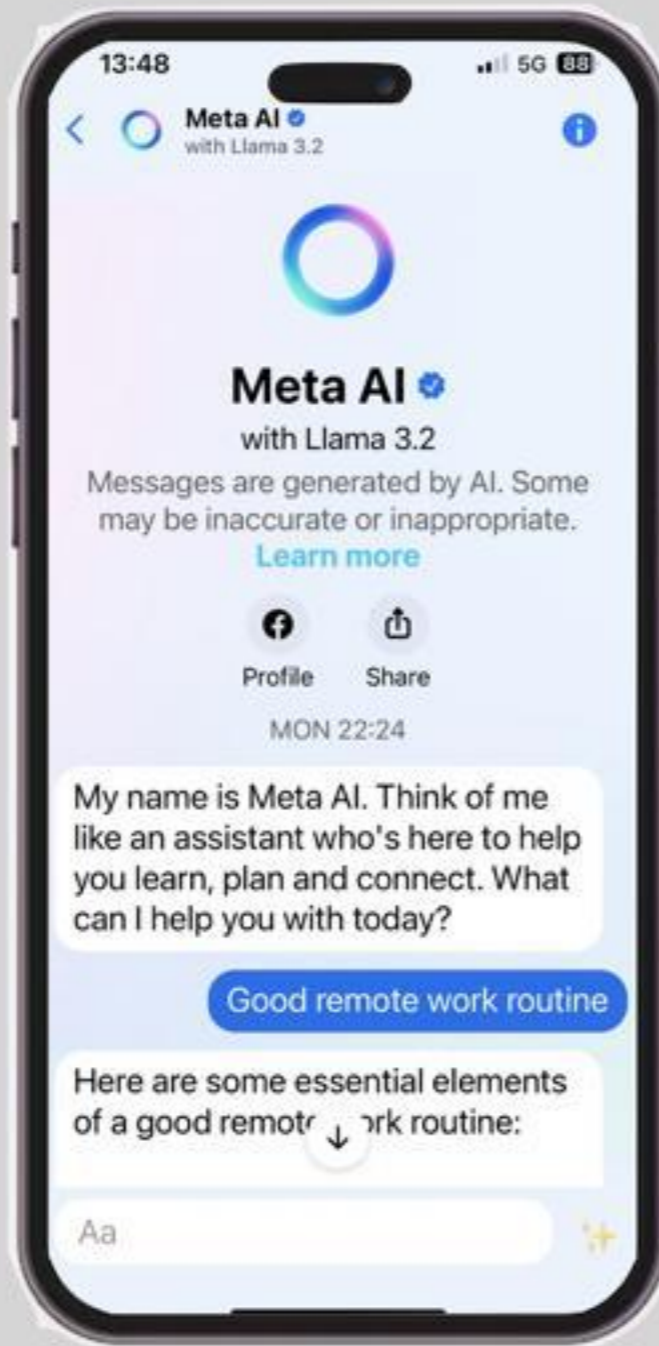 13:48
5G 88
Meta AI
with Llama 3.2
Meta AI
with Llama 3.2
Messages are generated by AI. Some
may be inaccurate or inappropriate.
Learn more
Profile Share
MON 22:24
My name is Meta AI. Think of me
like an assistant who's here to help
you learn, plan and connect. What
can I help you with today?
Good remote work routine
Here are some essential elements
of a good remote work routine:
Aa